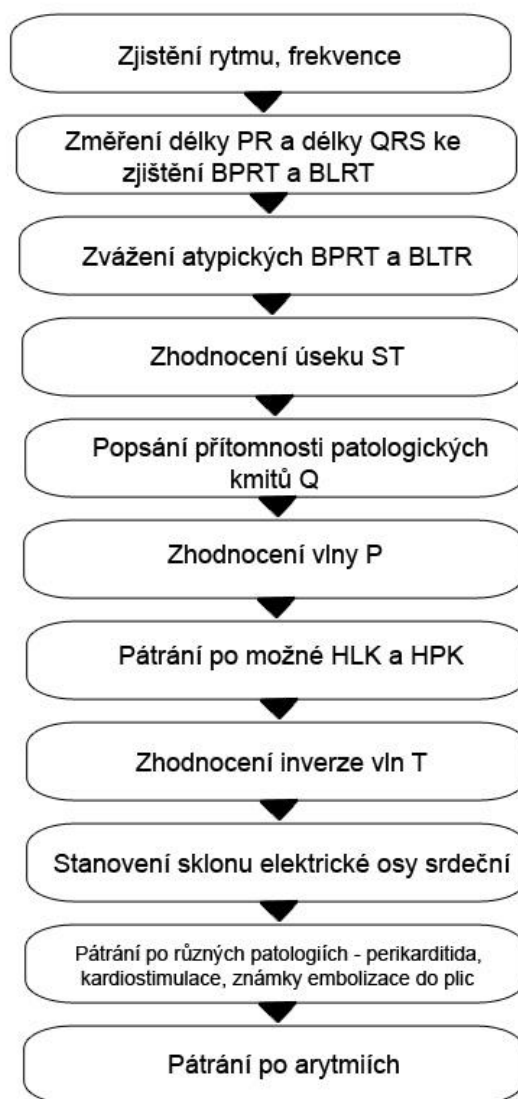 Zjistění rytmu, frekvence
Změření délky PR a délky QRS ke
zjištění BPRT a BLRT
Zvážení atypických BPRT a BLTR
Zhodnocení úseku ST
Popsání přítomnosti patologických
kmitů Q
Zhodnocení vlny P
Pátrání po možné HLK a HPK
Zhodnocení inverze vln T
Stanovení sklonu elektrické osy srdeční
Pátrání po různých patologiích - perikarditida,
kardiostimulace, známky embolizace do plic
Pátrání po arytmiích